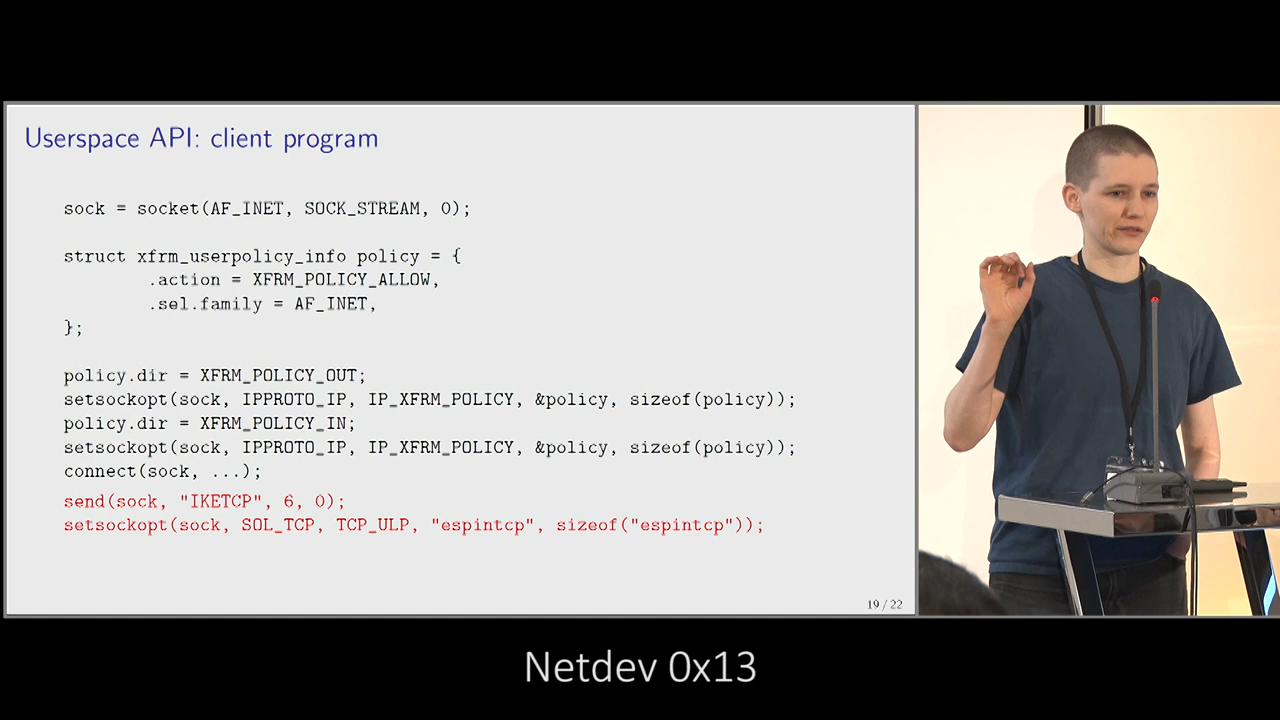 Userspace API: client program
sock = socket(AF_INET, SOCK_STREAM, 0);
struct xfrm_userpolicy_info policy = {
.action = XFRM_POLICY_ALLOW,
.sel.family = AF_INET,
};
policy.dir = XFRM_POLICY_OUT;
setsockopt(sock, IPPROTO_IP, IP_XFRM_POLICY, &policy, sizeof(policy));
policy.dir = XFRM_POLICY_IN;
setsockopt(sock, IPPROTO_IP, IP_XFRM_POLICY, &policy, sizeof(policy));
connect(sock, ...);
send(sock, "IKETCP", 6, 0);
setsockopt(sock, SOL_TCP, TCP_ULP, "espintcp", sizeof("espintcp"));
19 / 22
Netdev 0x13